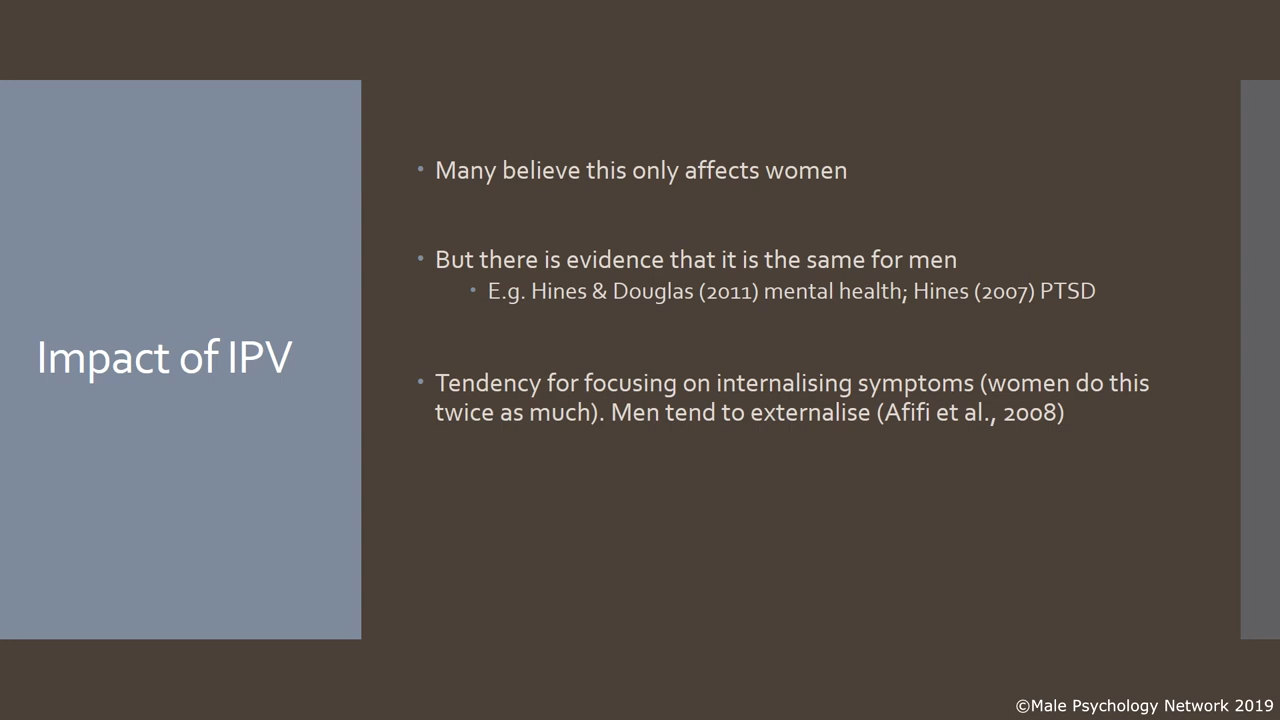 Impact of IPV
• Many believe this only affects women
• But there is evidence that it is the same for men
• E.g. Hines & Douglas (2011) mental health; Hines (2007) PTSD
• Tendency for focusing on internalising symptoms (women do this
twice as much). Men tend to externalise (Afifi et al., 2008)
©Male Psychology Network 2019